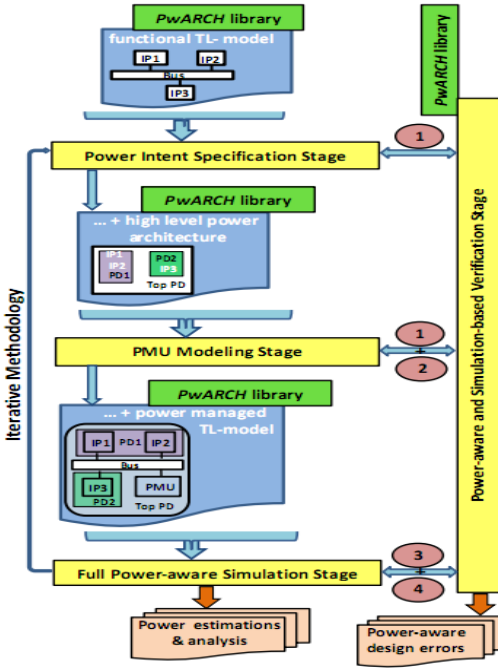 PwARCH library
functional TL- model
IP1
IP2
Bus
IP3
PwARCH library
1
Power Intent Specification Stage
PwARCH library
... + high level power
architecture
IP1
IP2
PD1
PD2
IP3
Top PD
1
+
2
PMU Modeling Stage
PwARCH library
... + power managed
TL-model
IP1
PD1
IP2
Bus
IP3
PD2
PMU
Top PD
3
+
4
Full Power-aware Simulation Stage
Power estimations
& analysis
Power-aware
design errors
Iterative Methodology
Power-aware and Simulation-based Verification Stage